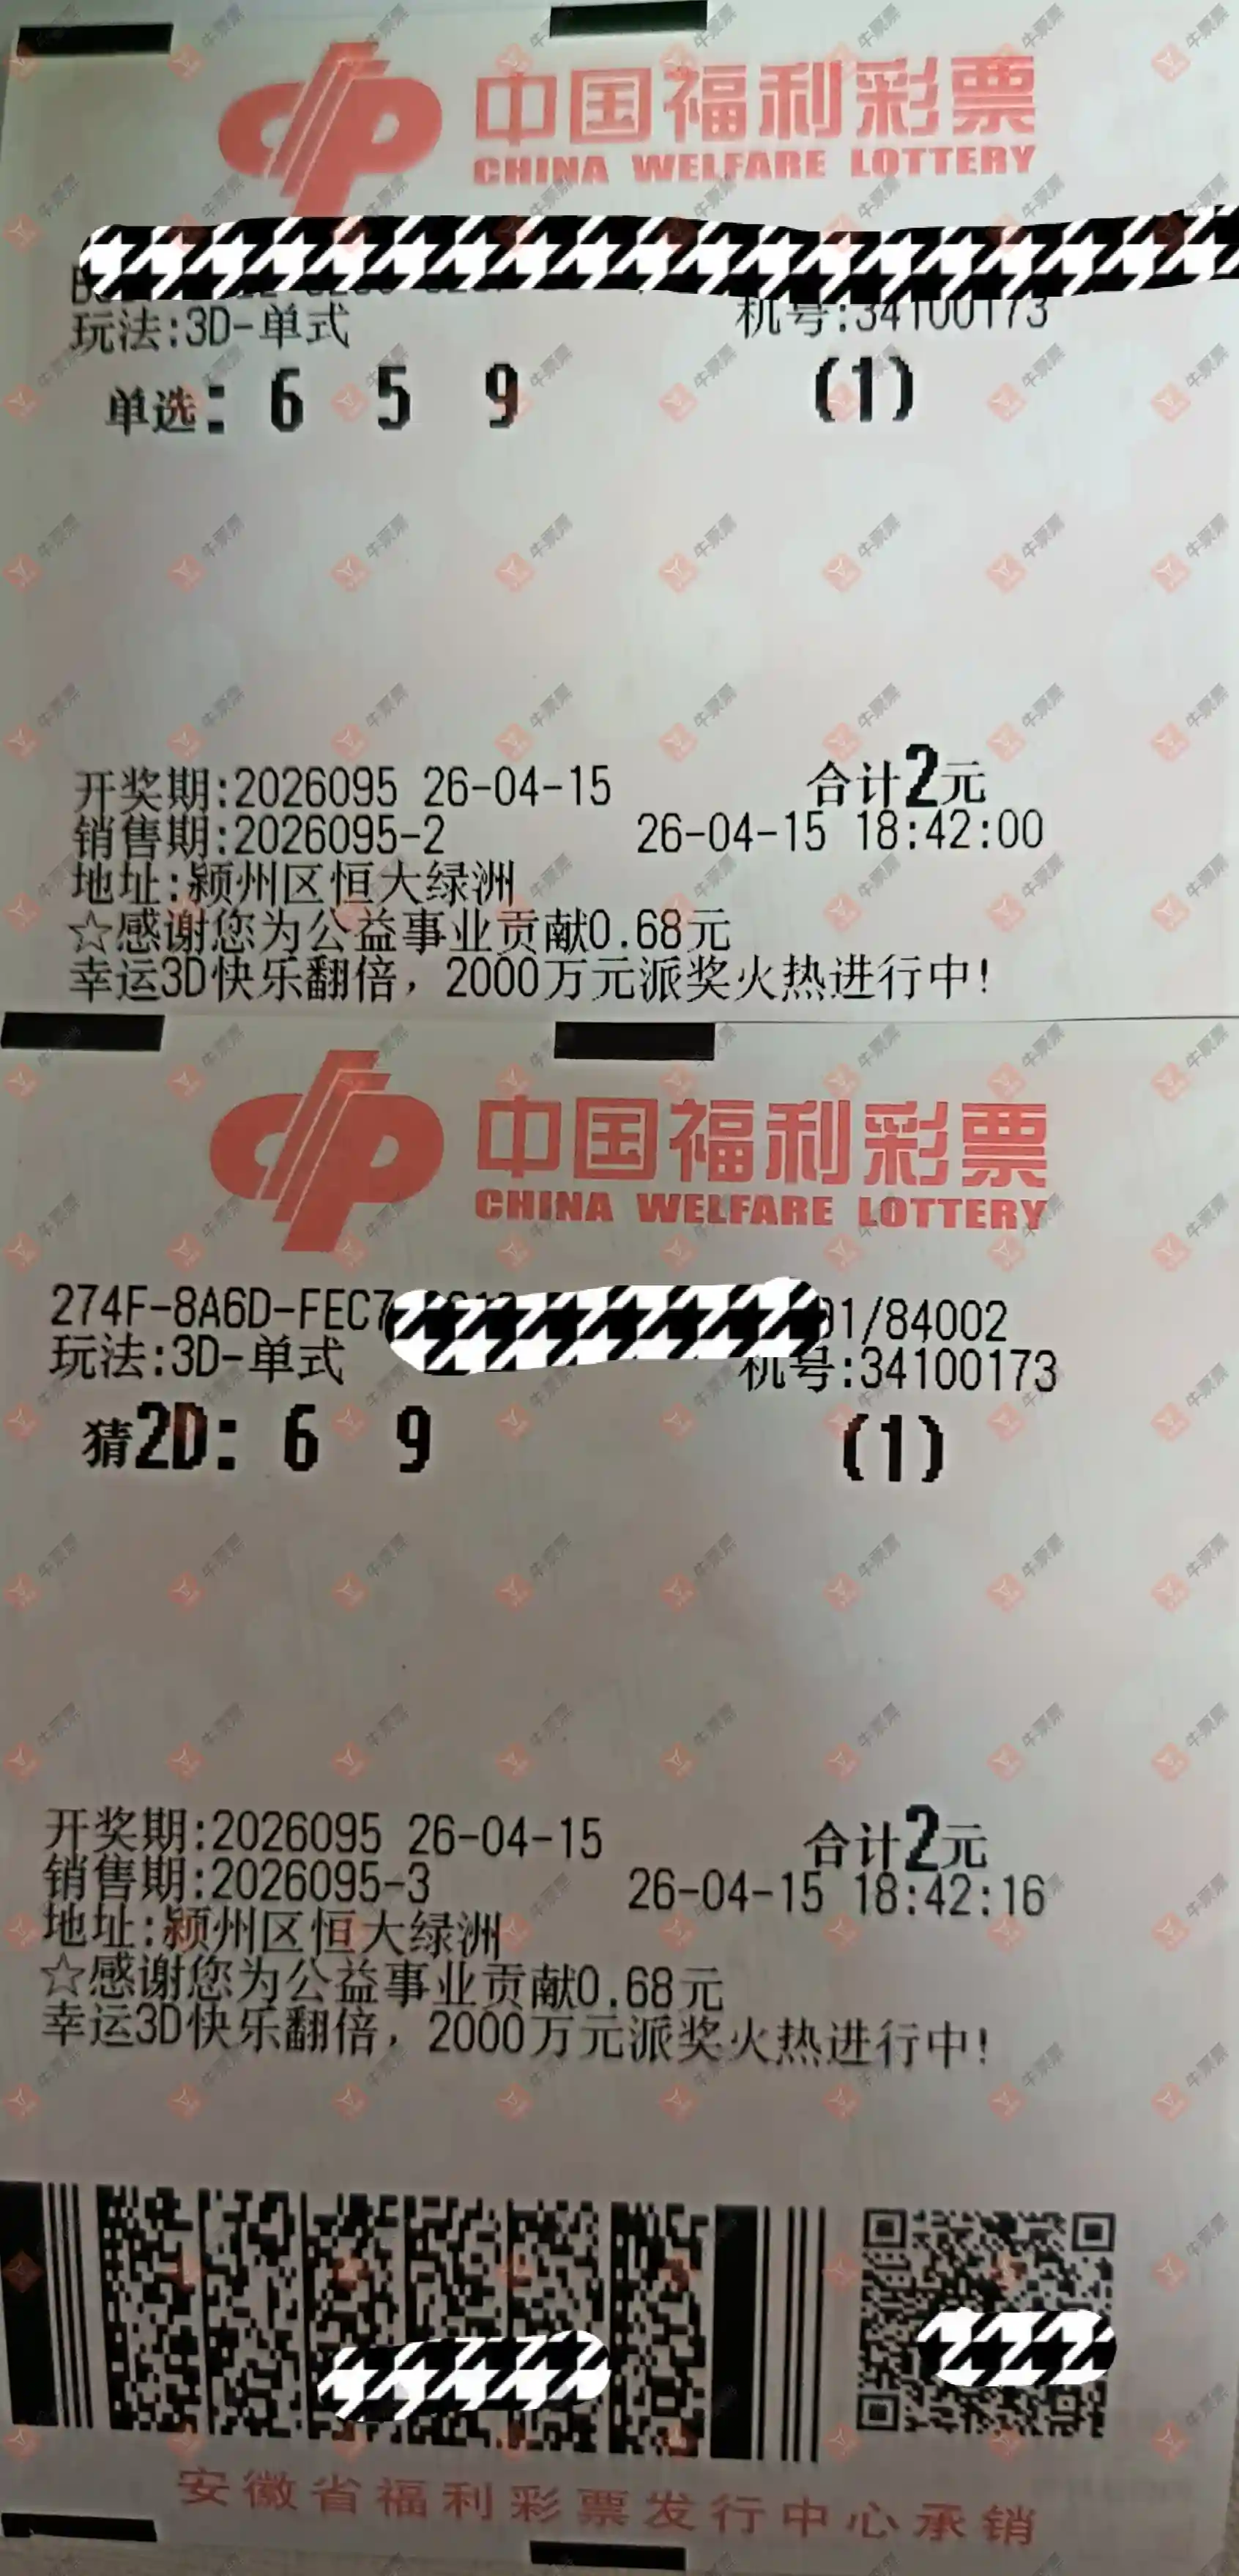 中国福利彩票
CHINA WELFARE LOTTERY
玩法:3D-单式 机号:34100173
单选: 6 5 9 (1)
开奖期:2026095 26-04-15 合计2元
销售期:2026095-2 26-04-15 18:42:00
地址:颍州区恒大绿洲
☆感谢您为公益事业贡献0.68元
幸运3D快乐翻倍，2000万元派奖火热进行中!
中国福利彩票
CHINA WELFARE LOTTERY
274F-8A6D-FEC7 01/84002
玩法:3D-单式 机号:34100173
猜2D: 6 9 (1)
开奖期:2026095 26-04-15 合计2元
销售期:2026095-3 26-04-15 18:42:16
地址:颍州区恒大绿洲
☆感谢您为公益事业贡献0.68元
幸运3D快乐翻倍，2000万元派奖火热进行中!
安徽省福利彩票发行中心承销
牛票票